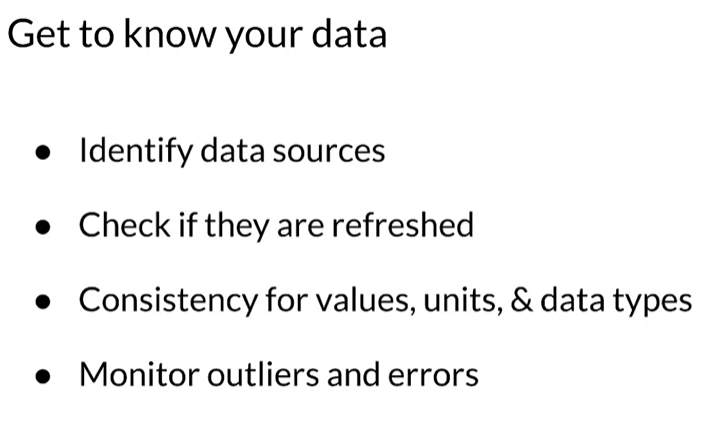 Get to know your data
● Identify data sources
● Check if they are refreshed
● Consistency for values, units, & data types
● Monitor outliers and errors